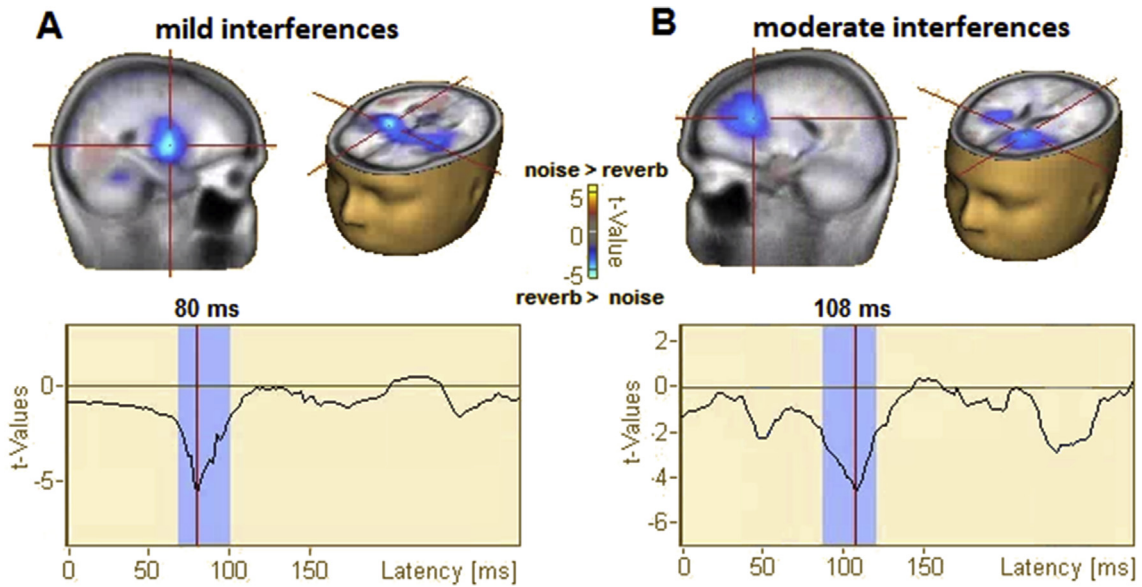 A
mild interferences
B
moderate interferences
noise > reverb
5
0
-5
t-Value
reverb > noise
80 ms
0
-5
t-Values
0 50 100 150 Latency [ms]
108 ms
2
0
-2
-4
-6
t-Values
0 50 100 150 Latency [ms]